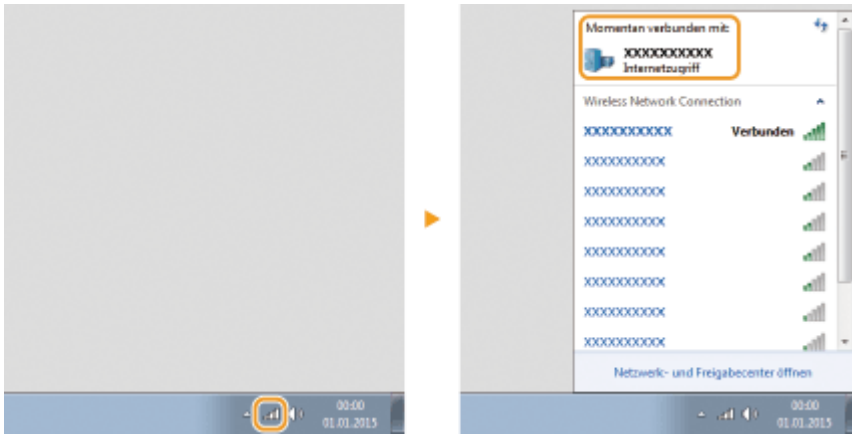 00:00
01.01.2015
Momentan verbunden mit:
XXXXXXXXXX
Internetzugriff
Wireless Network Connection
XXXXXXXXXX Verbunden
XXXXXXXXXX
XXXXXXXXXX
XXXXXXXXXX
XXXXXXXXXX
XXXXXXXXXX
XXXXXXXXXX
XXXXXXXXXX
Netzwerk- und Freigabecenter öffnen
00:00
01.01.2015